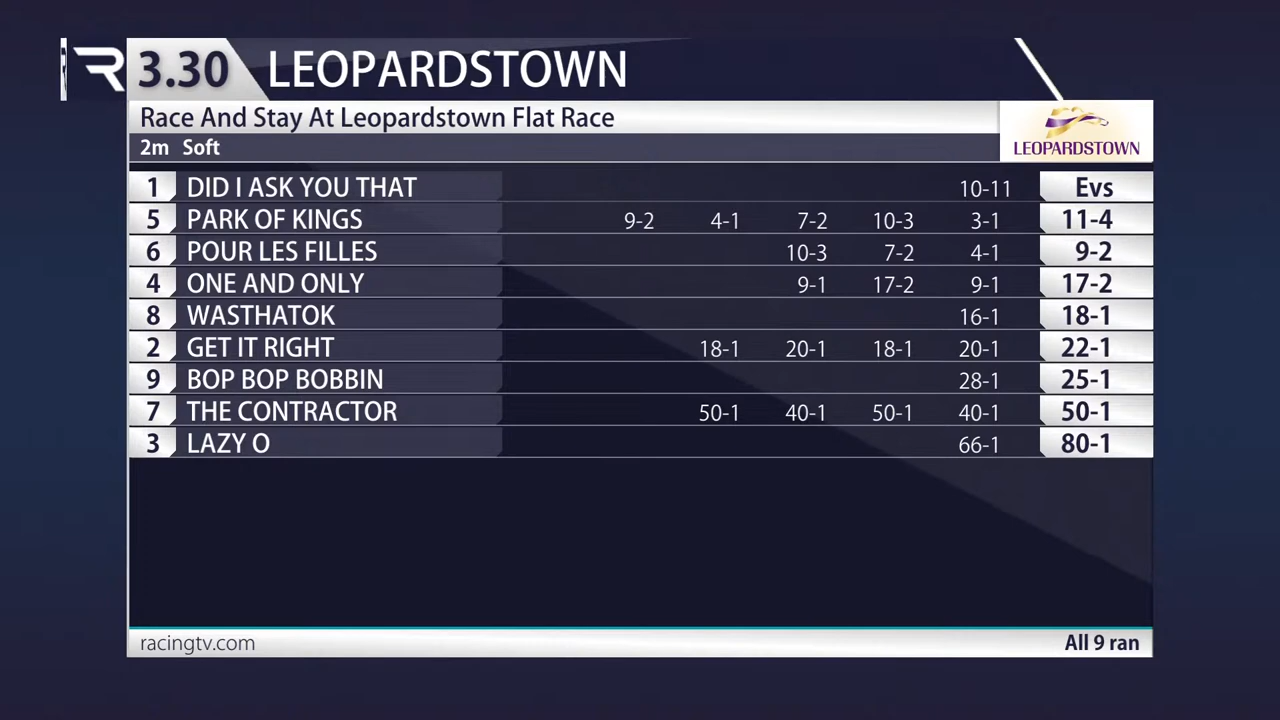 3.30 LEOPARDSTOWN
Race And Stay At Leopardstown Flat Race
LEOPARDSTOWN
2m Soft
1 DID I ASK YOU THAT 10-11 Evs
5 PARK OF KINGS 9-2 4-1 7-2 10-3 3-1 11-4
6 POUR LES FILLES 10-3 7-2 4-1 9-2
4 ONE AND ONLY 9-1 17-2 9-1 17-2
8 WASTHATOK 16-1 18-1
2 GET IT RIGHT 18-1 20-1 18-1 20-1 22-1
9 BOP BOP BOBBIN 28-1 25-1
7 THE CONTRACTOR 50-1 40-1 50-1 40-1 50-1
3 LAZY O 66-1 80-1
racingtv.com All 9 ran